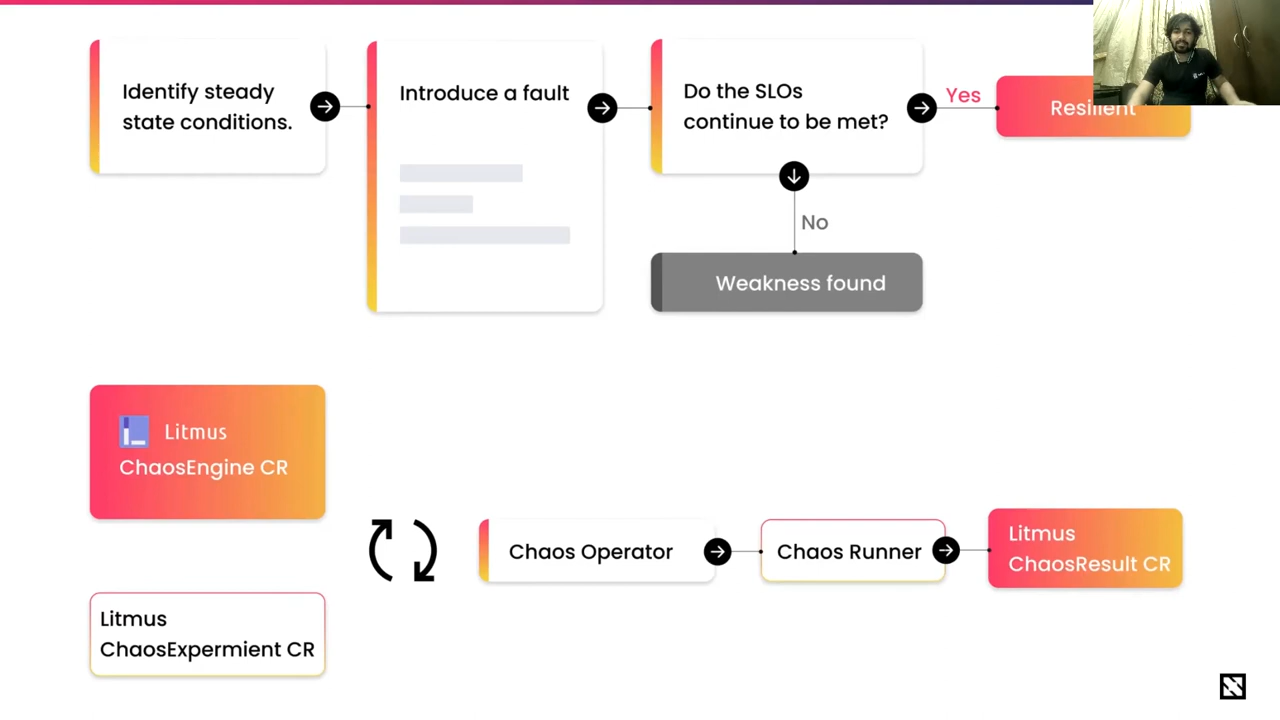 Identify steady
state conditions.
Introduce a fault
Do the SLOs
continue to be met?
Yes
Resilient
No
Weakness found
Litmus
ChaosEngine CR
Chaos Operator
Chaos Runner
Litmus
ChaosResult CR
Litmus
ChaosExpermient CR